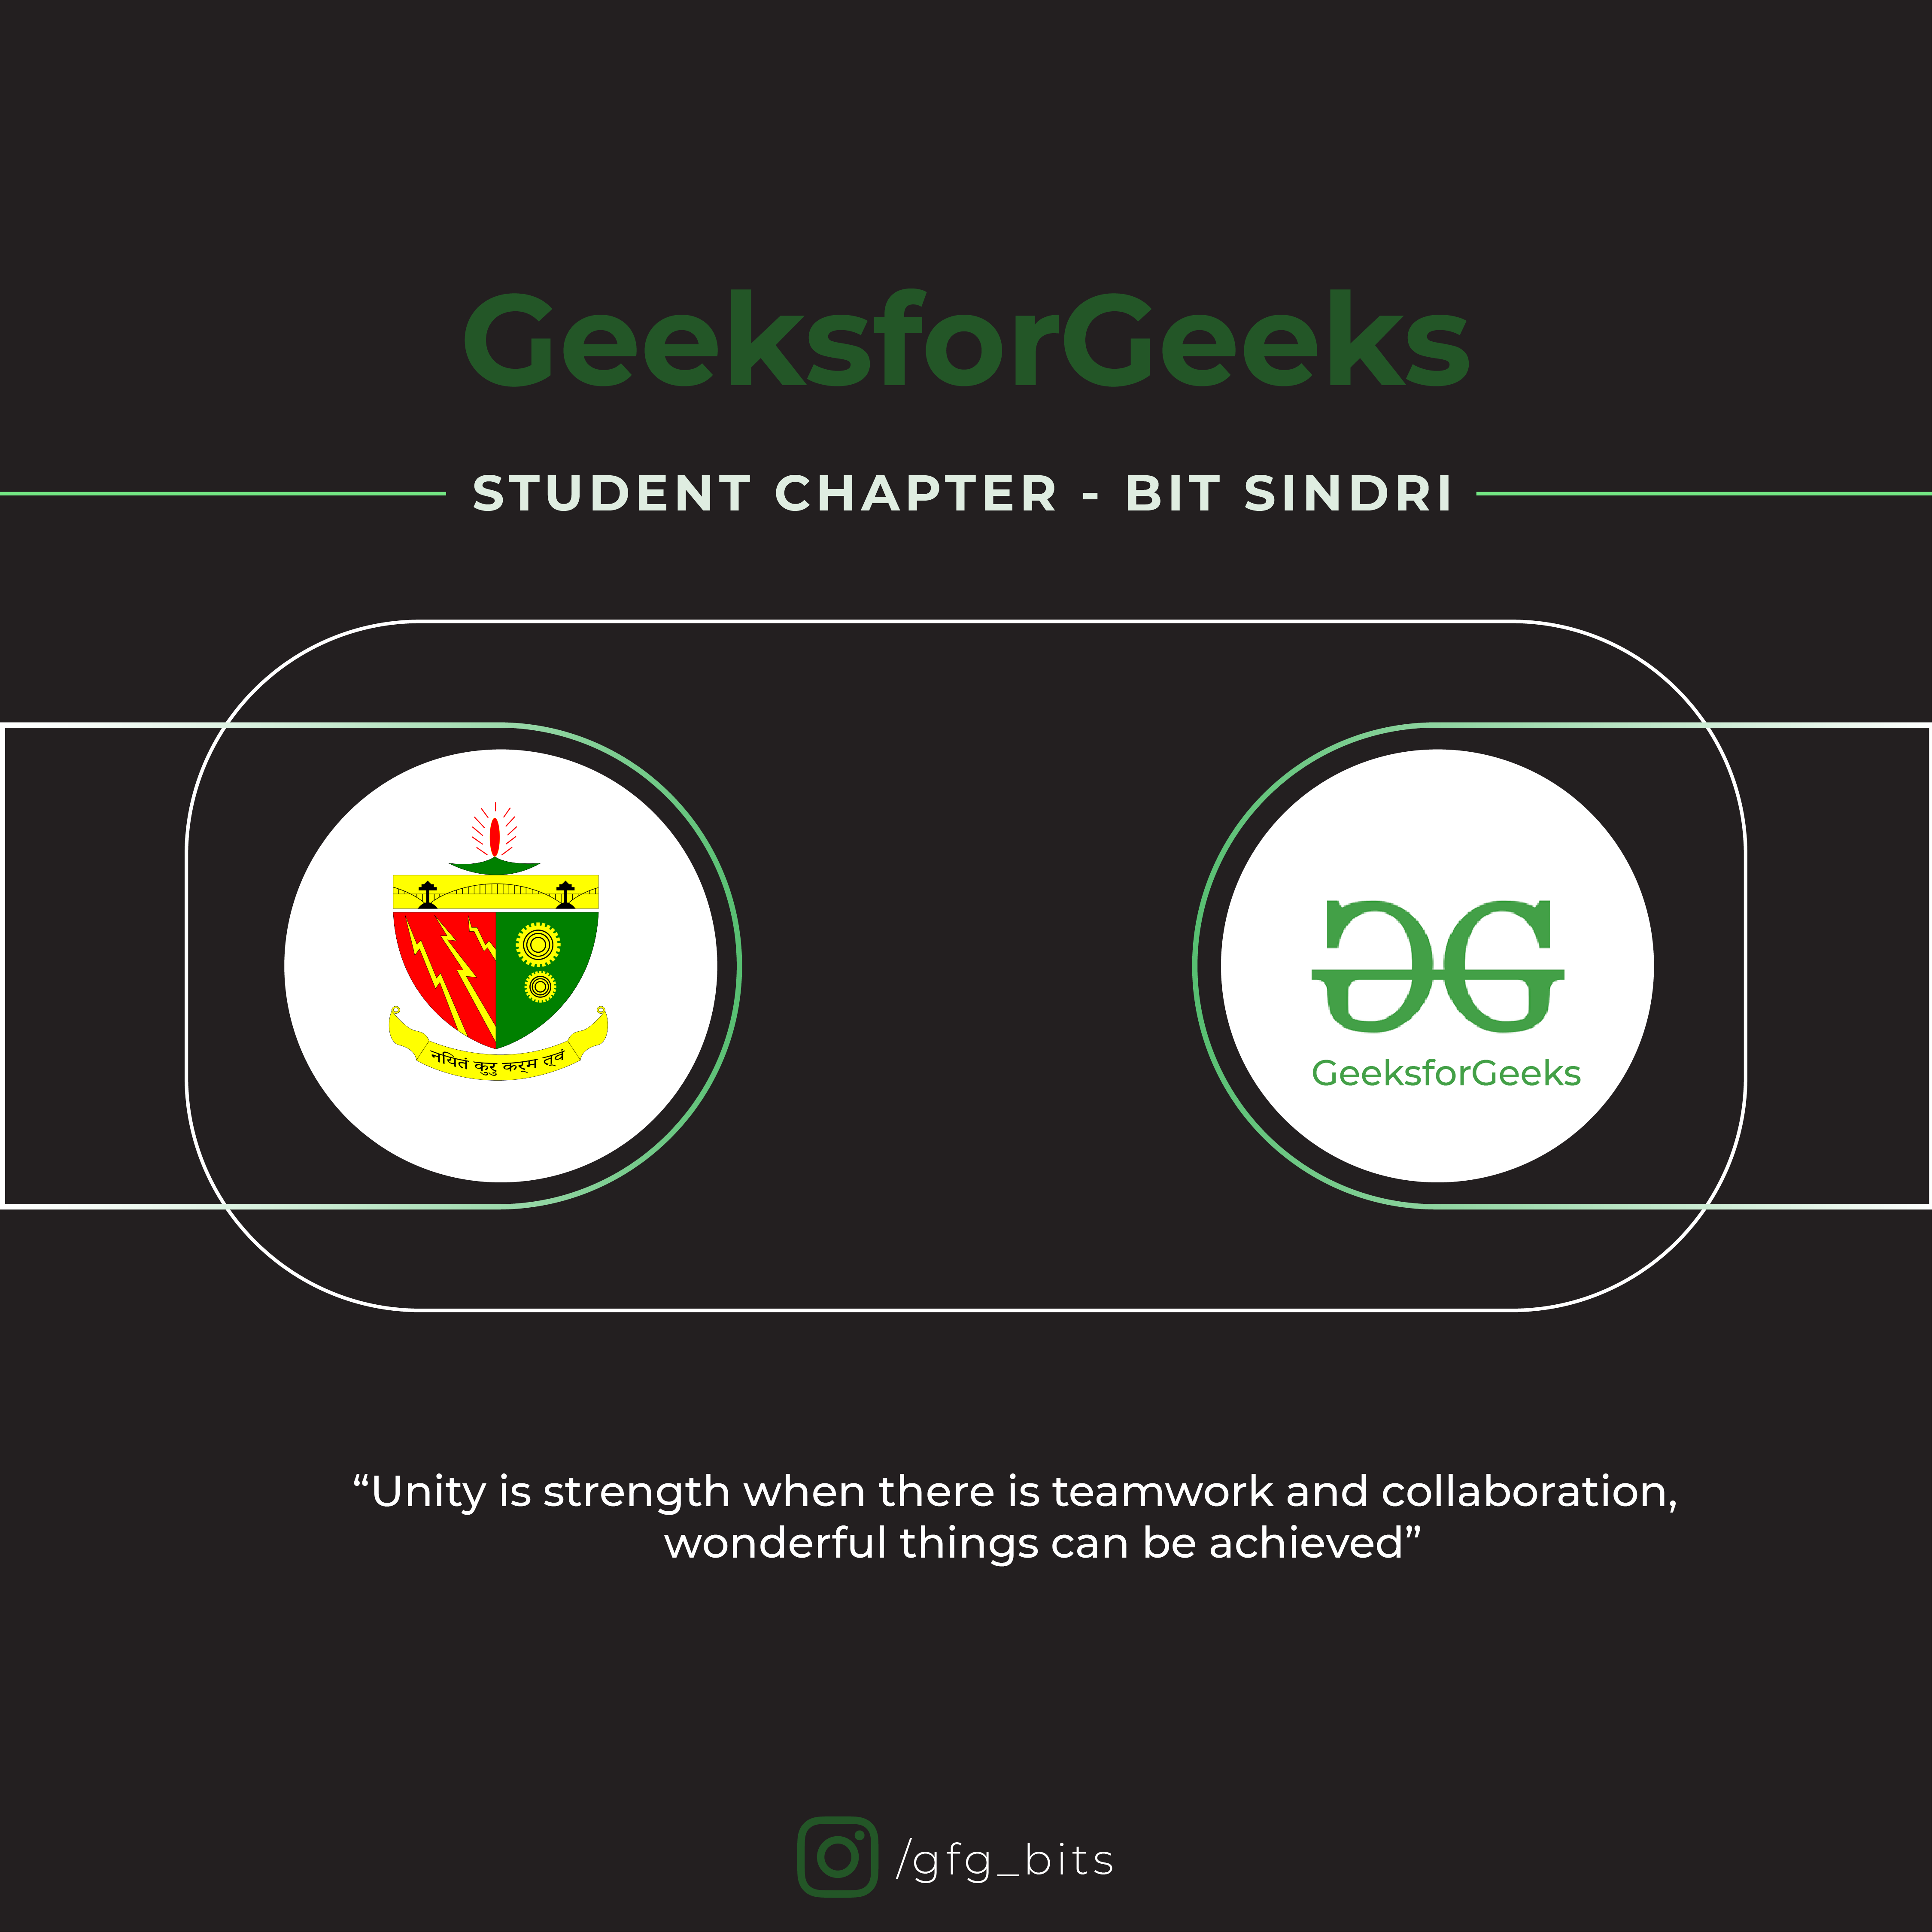 GeeksforGeeks
STUDENT CHAPTER - BIT SINDRI
नयितं कुरु कर्म त्वं
GeeksforGeeks
“Unity is strength when there is teamwork and collaboration,
wonderful things can be achieved”
/gfg_bits